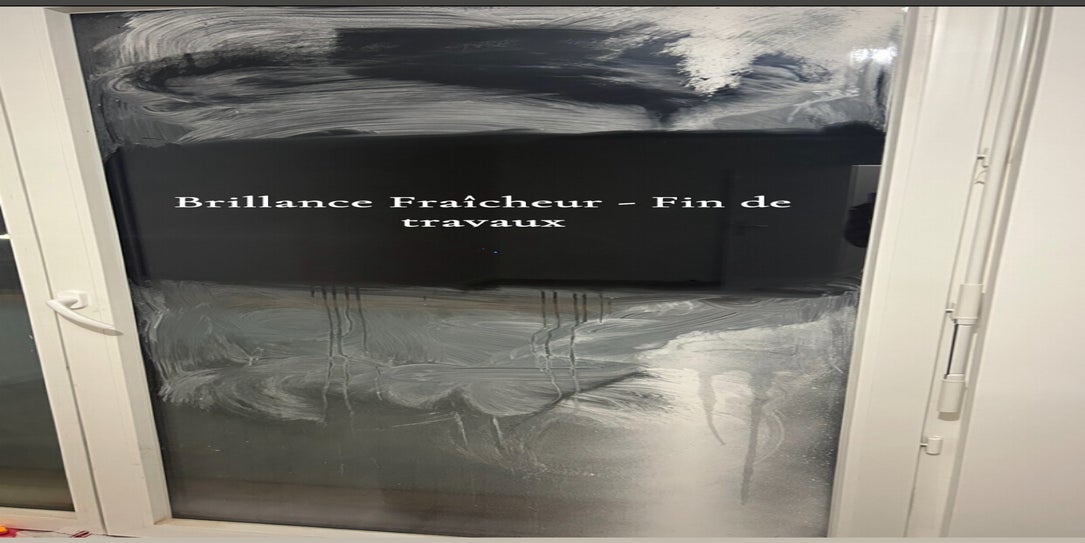 Brillance Fraîcheur – Fin de
travaux